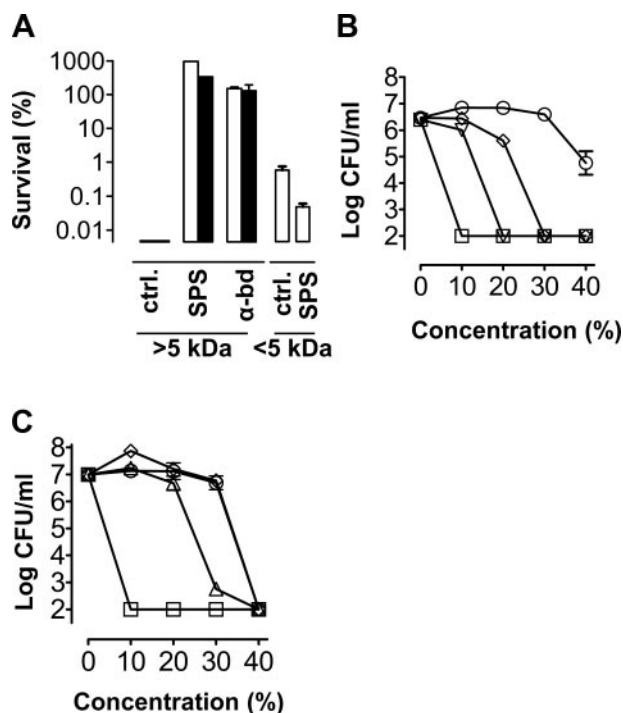 A
Survival (%)
1000
100
10
1
0.1
0.01
ctrl.
SPS
α-bd
ctrl.
SPS
>5 kDa
<5 kDa
B
Log CFU/ml
8
7
6
5
4
3
2
0 10 20 30 40
Concentration (%)
C
Log CFU/ml
8
7
6
5
4
3
2
0 10 20 30 40
Concentration (%)